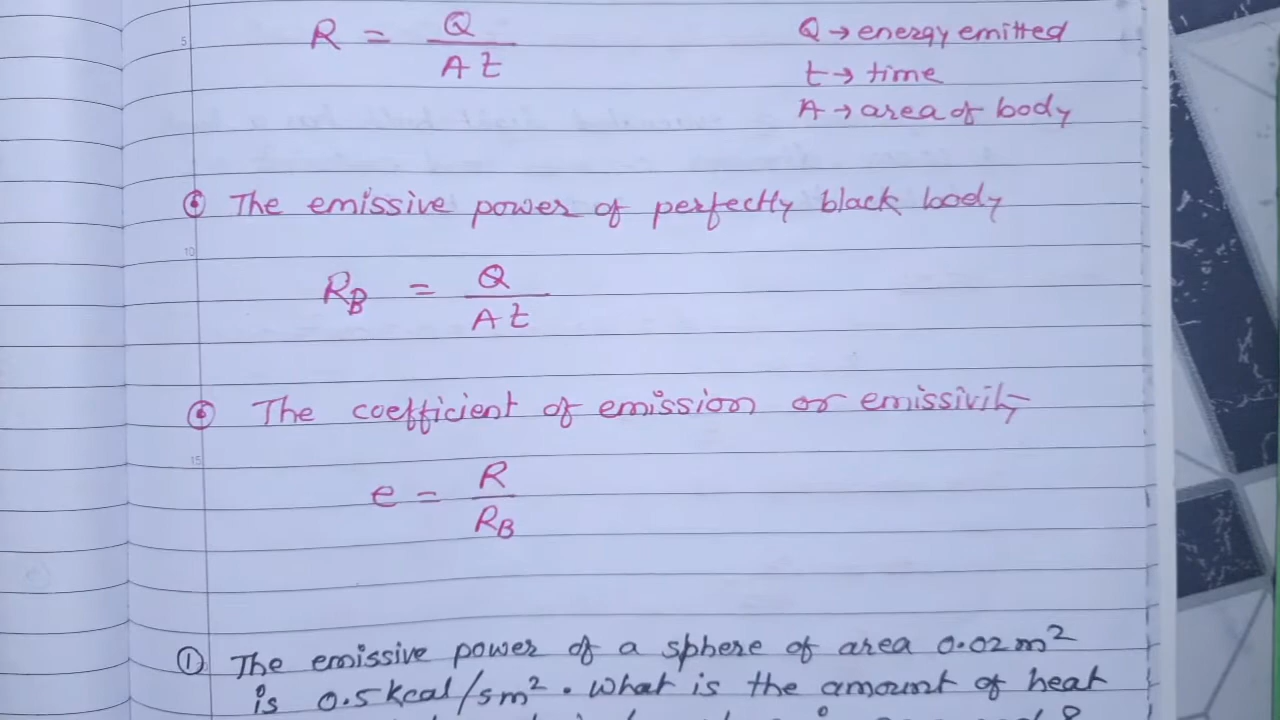 R = Q / At
Q → energy emitted
t → time
A → area of body
⑤ The emissive power of perfectly black body
R_B = Q / At
⑥ The coefficient of emission or emissivity
e = R / R_B
① The emissive power of a sphere of area 0.02 m²
is 0.5 kcal/sm². What is the amount of heat